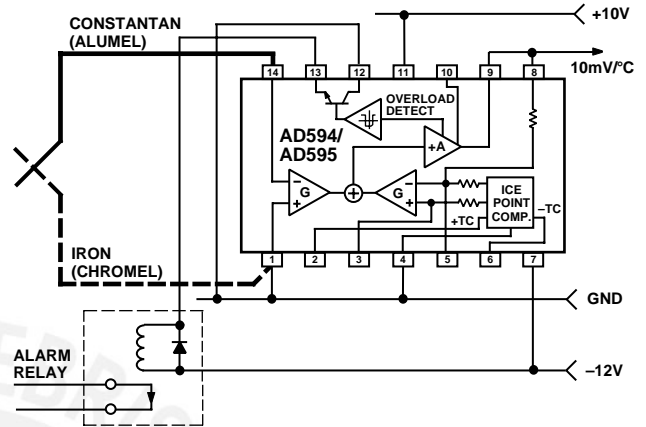 CONSTANTAN
(ALUMEL)
+10V
10mV/°C
14
13
12
11
10
9
8
OVERLOAD
DETECT
AD594/
AD595
+A
–
+
G
G
–
+
ICE
POINT
COMP.
+TC
–TC
IRON
(CHROMEL)
1
2
3
4
5
6
7
GND
ALARM
RELAY
–12V